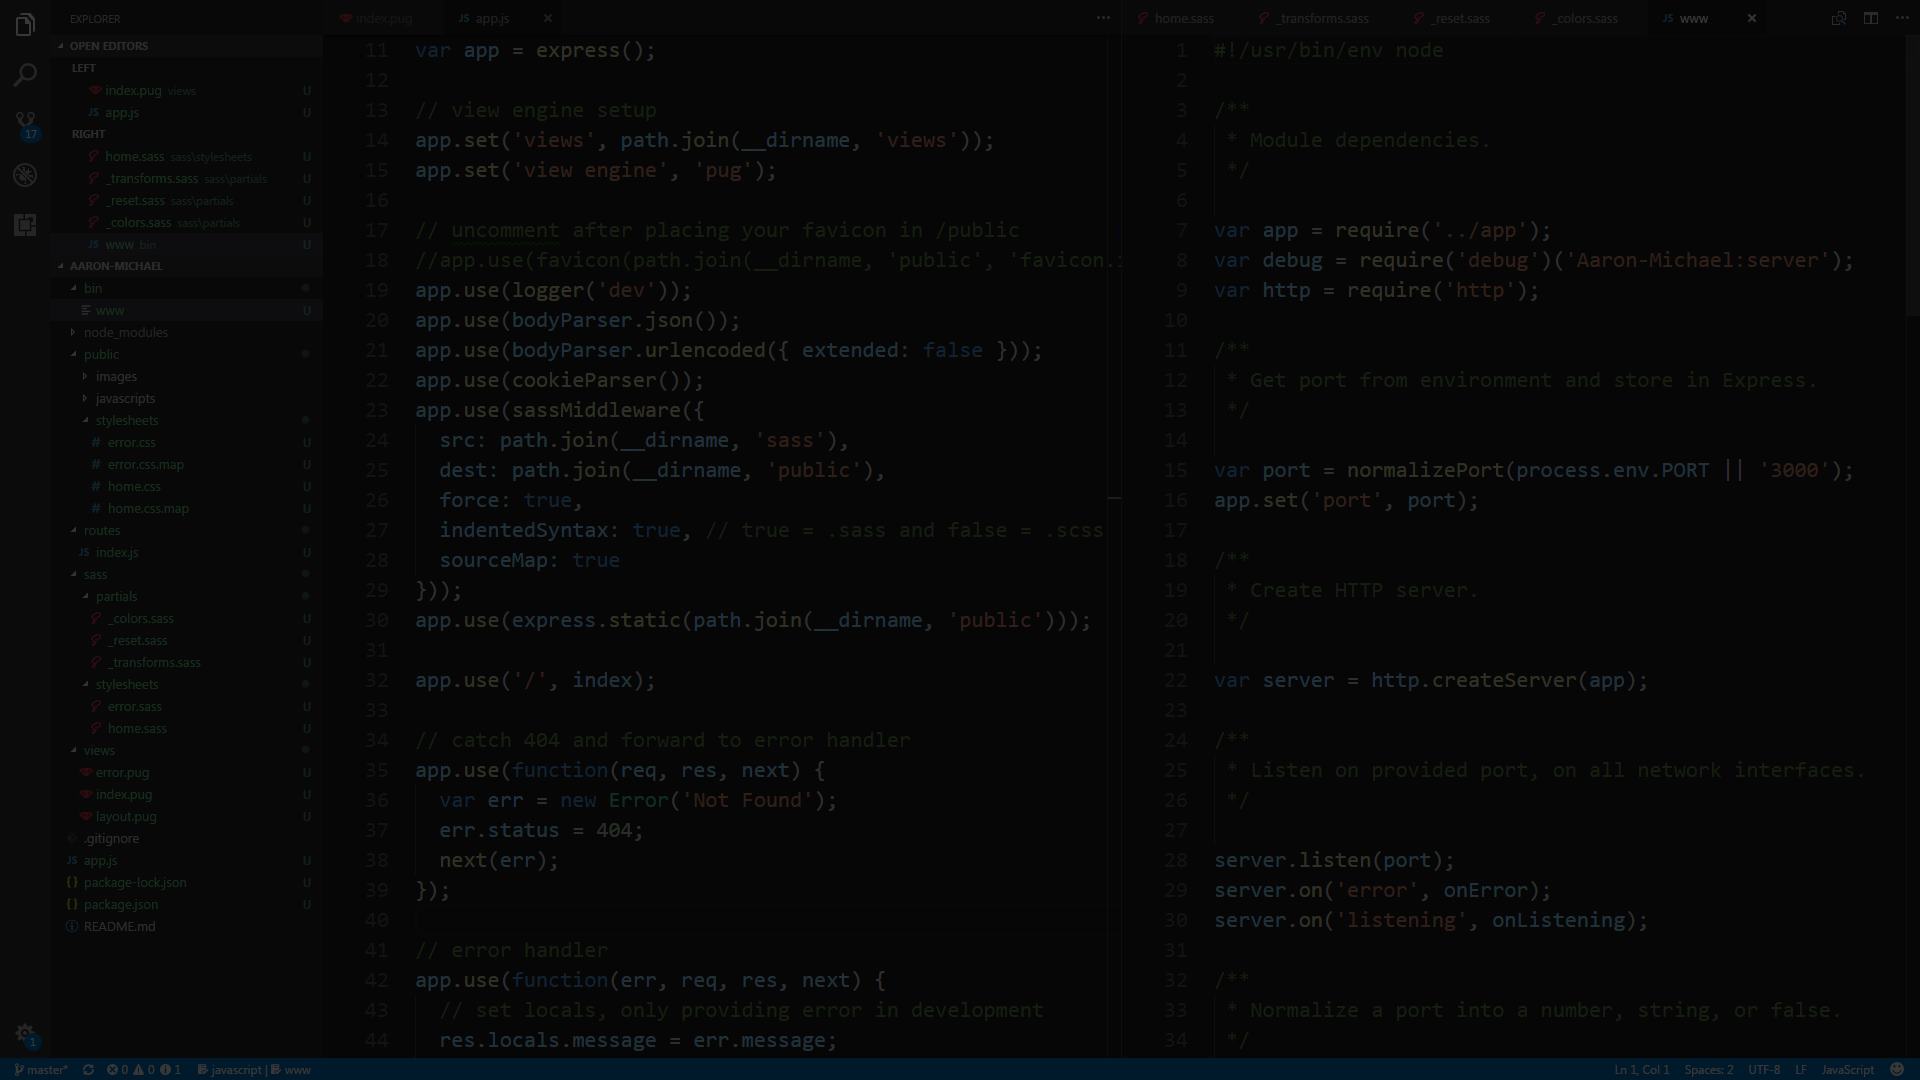 EXPLORER
OPEN EDITORS
LEFT
index.pug views U
JS app.js U
RIGHT
home.sass sass\stylesheets U
_transforms.sass sass\partials U
_reset.sass sass\partials U
_colors.sass sass\partials U
JS www bin U
AARON-MICHAEL
bin
www U
node_modules
public
images
javascripts
stylesheets
# error.css U
# error.css.map U
# home.css U
# home.css.map U
routes
JS index.js U
sass
partials
_colors.sass U
_reset.sass U
_transforms.sass U
stylesheets
error.sass U
home.sass U
views
error.pug U
index.pug U
layout.pug U
.gitignore
JS app.js U
{} package-lock.json U
{} package.json U
README.md
17
1
index.pug JS app.js
11 var app = express();
12
13 // view engine setup
14 app.set('views', path.join(__dirname, 'views'));
15 app.set('view engine', 'pug');
16
17 // uncomment after placing your favicon in /public
18 //app.use(favicon(path.join(__dirname, 'public', 'favicon.i
19 app.use(logger('dev'));
20 app.use(bodyParser.json());
21 app.use(bodyParser.urlencoded({ extended: false }));
22 app.use(cookieParser());
23 app.use(sassMiddleware({
24   src: path.join(__dirname, 'sass'),
25   dest: path.join(__dirname, 'public'),
26   force: true,
27   indentedSyntax: true, // true = .sass and false = .scss
28   sourceMap: true
29 }));
30 app.use(express.static(path.join(__dirname, 'public')));
31
32 app.use('/', index);
33
34 // catch 404 and forward to error handler
35 app.use(function(req, res, next) {
36   var err = new Error('Not Found');
37   err.status = 404;
38   next(err);
39 });
40
41 // error handler
42 app.use(function(err, req, res, next) {
43   // set locals, only providing error in development
44   res.locals.message = err.message;
home.sass _transforms.sass _reset.sass _colors.sass JS www
1 #!/usr/bin/env node
2
3 /**
4  * Module dependencies.
5  */
6
7 var app = require('../app');
8 var debug = require('debug')('Aaron-Michael:server');
9 var http = require('http');
10
11 /**
12  * Get port from environment and store in Express.
13  */
14
15 var port = normalizePort(process.env.PORT || '3000');
16 app.set('port', port);
17
18 /**
19  * Create HTTP server.
20  */
21
22 var server = http.createServer(app);
23
24 /**
25  * Listen on provided port, on all network interfaces.
26  */
27
28 server.listen(port);
29 server.on('error', onError);
30 server.on('listening', onListening);
31
32 /**
33  * Normalize a port into a number, string, or false.
34  */
master* 0 0 1 javascript | www Ln 1, Col 1 Spaces: 2 UTF-8 LF JavaScript